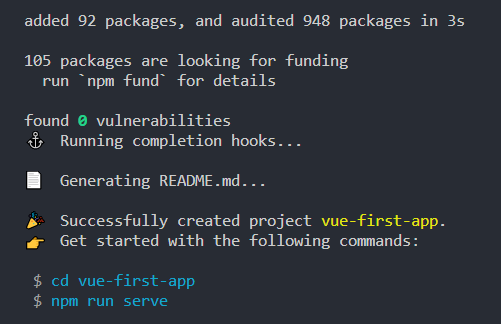 added 92 packages, and audited 948 packages in 3s
105 packages are looking for funding
run `npm fund` for details
found 0 vulnerabilities
⚓ Running completion hooks...
📄 Generating README.md...
🎉 Successfully created project vue-first-app.
👉 Get started with the following commands:
$ cd vue-first-app
$ npm run serve